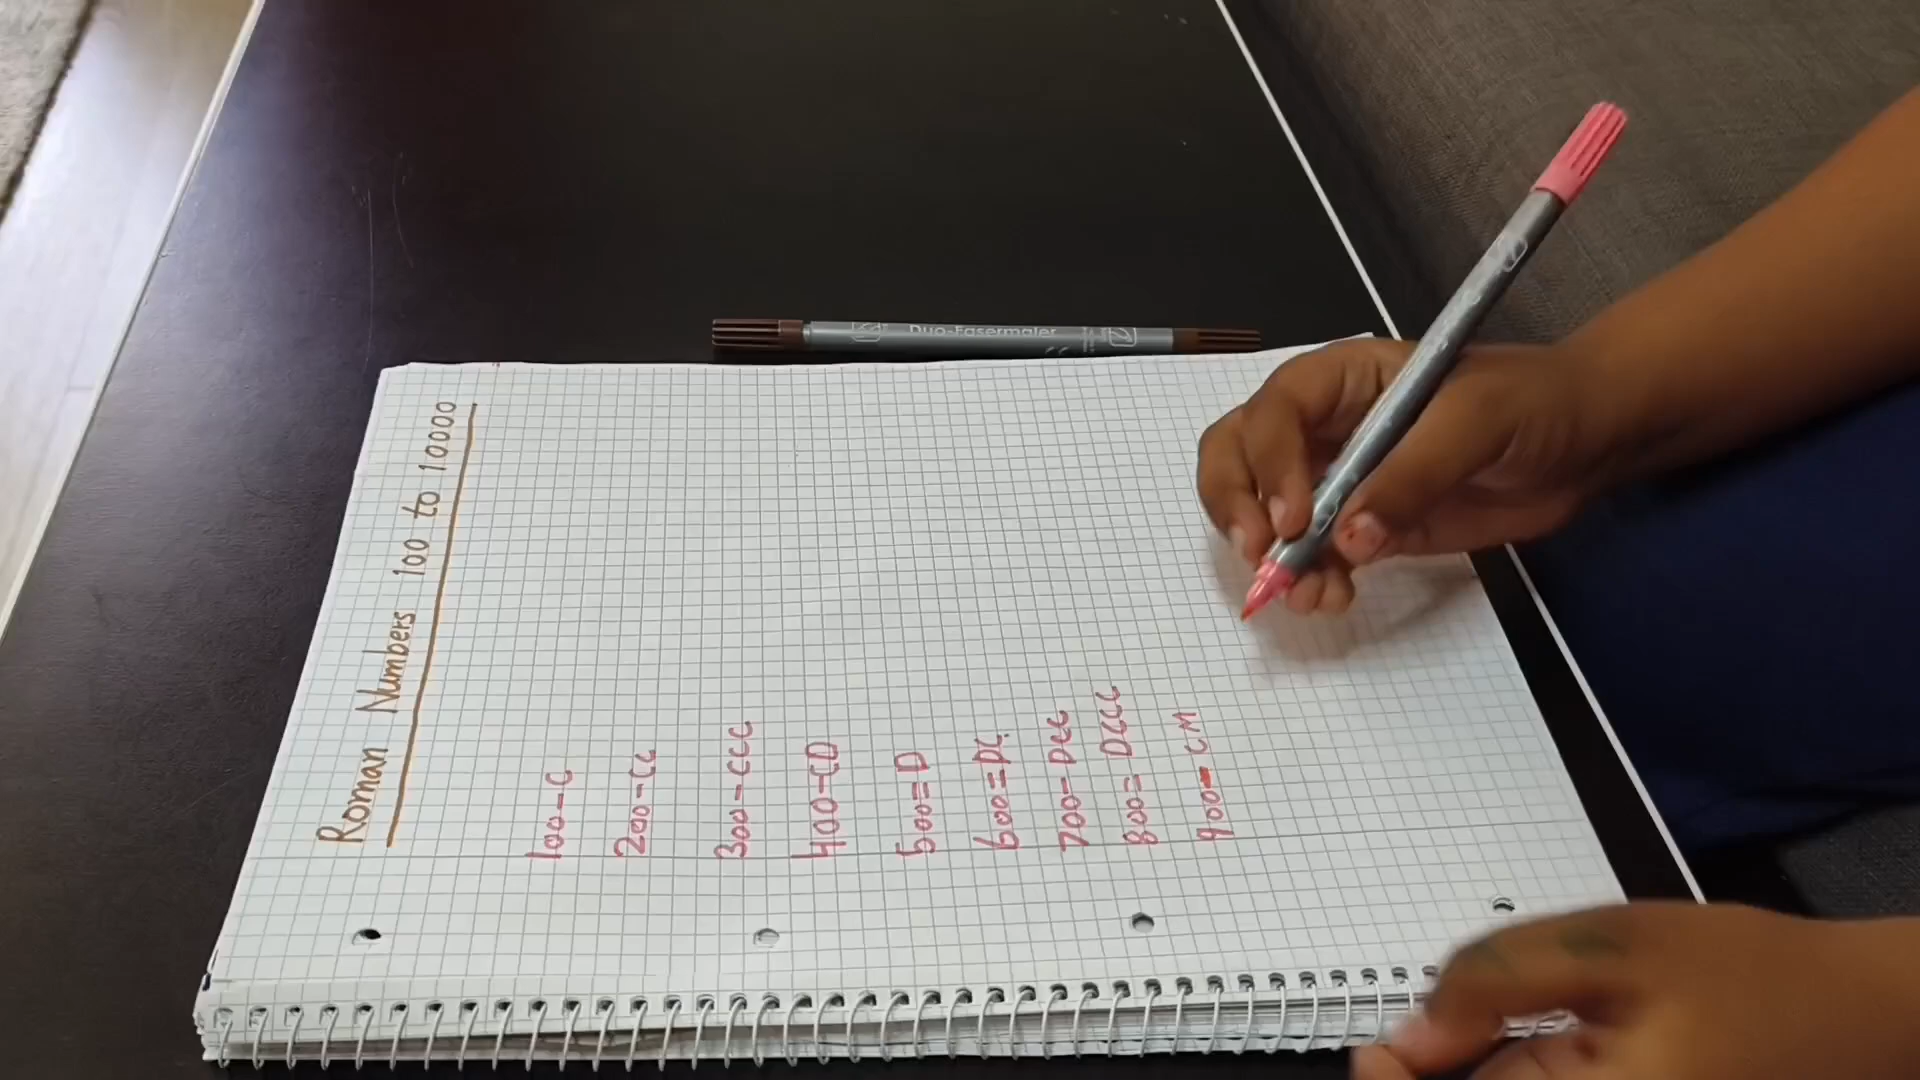 Roman Numbers 100 to 10000
100-C
200-CC
300-CCC
400-CD
500=D
600=DC
700-DCC
800=DCCC
900-CM
Duo-Fasermaler